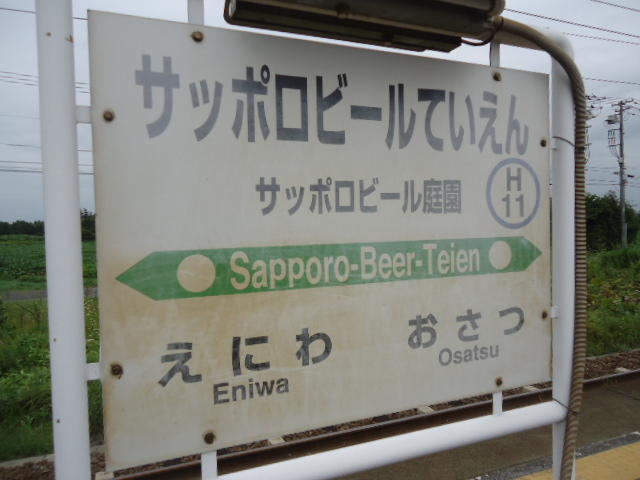 サッポロビールていえん
サッポロビール庭園
H
11
Sapporo-Beer-Teien
えにわ おさつ
Eniwa Osatsu